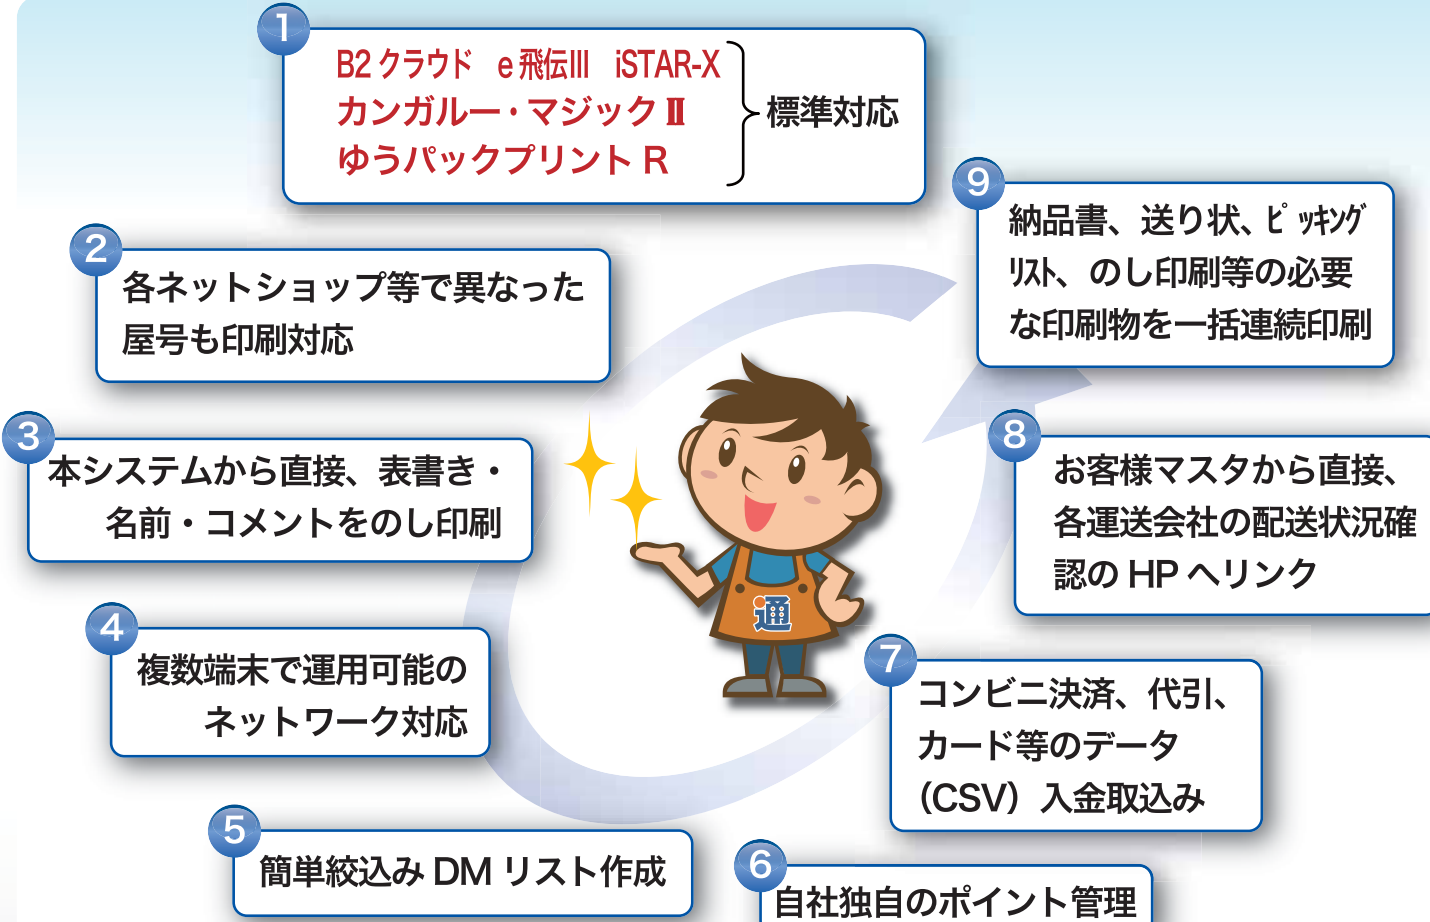 1
B2クラウド e飛伝Ⅲ iSTAR-X
カンガルー・マジックⅡ
ゆうパックプリントR
標準対応
2
各ネットショップ等で異なった
屋号も印刷対応
3
本システムから直接、表書き・
名前・コメントをのし印刷
4
複数端末で運用可能の
ネットワーク対応
5
簡単絞込みDMリスト作成
6
自社独自のポイント管理
7
コンビニ決済、代引、
カード等のデータ
（CSV）入金取込み
8
お客様マスタから直接、
各運送会社の配送状況確
認のHPへリンク
9
納品書、送り状、ピッキング
リスト、のし印刷等の必要
な印刷物を一括連続印刷
通